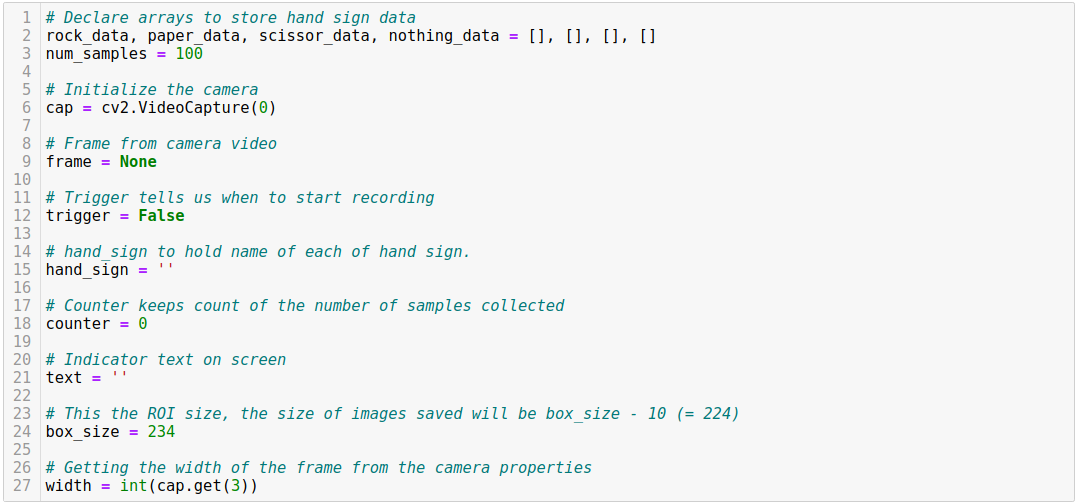 1 # Declare arrays to store hand sign data
2 rock_data, paper_data, scissor_data, nothing_data = [], [], [], []
3 num_samples = 100
4
5 # Initialize the camera
6 cap = cv2.VideoCapture(0)
7
8 # Frame from camera video
9 frame = None
10
11 # Trigger tells us when to start recording
12 trigger = False
13
14 # hand_sign to hold name of each of hand sign.
15 hand_sign = ''
16
17 # Counter keeps count of the number of samples collected
18 counter = 0
19
20 # Indicator text on screen
21 text = ''
22
23 # This the ROI size, the size of images saved will be box_size - 10 (= 224)
24 box_size = 234
25
26 # Getting the width of the frame from the camera properties
27 width = int(cap.get(3))